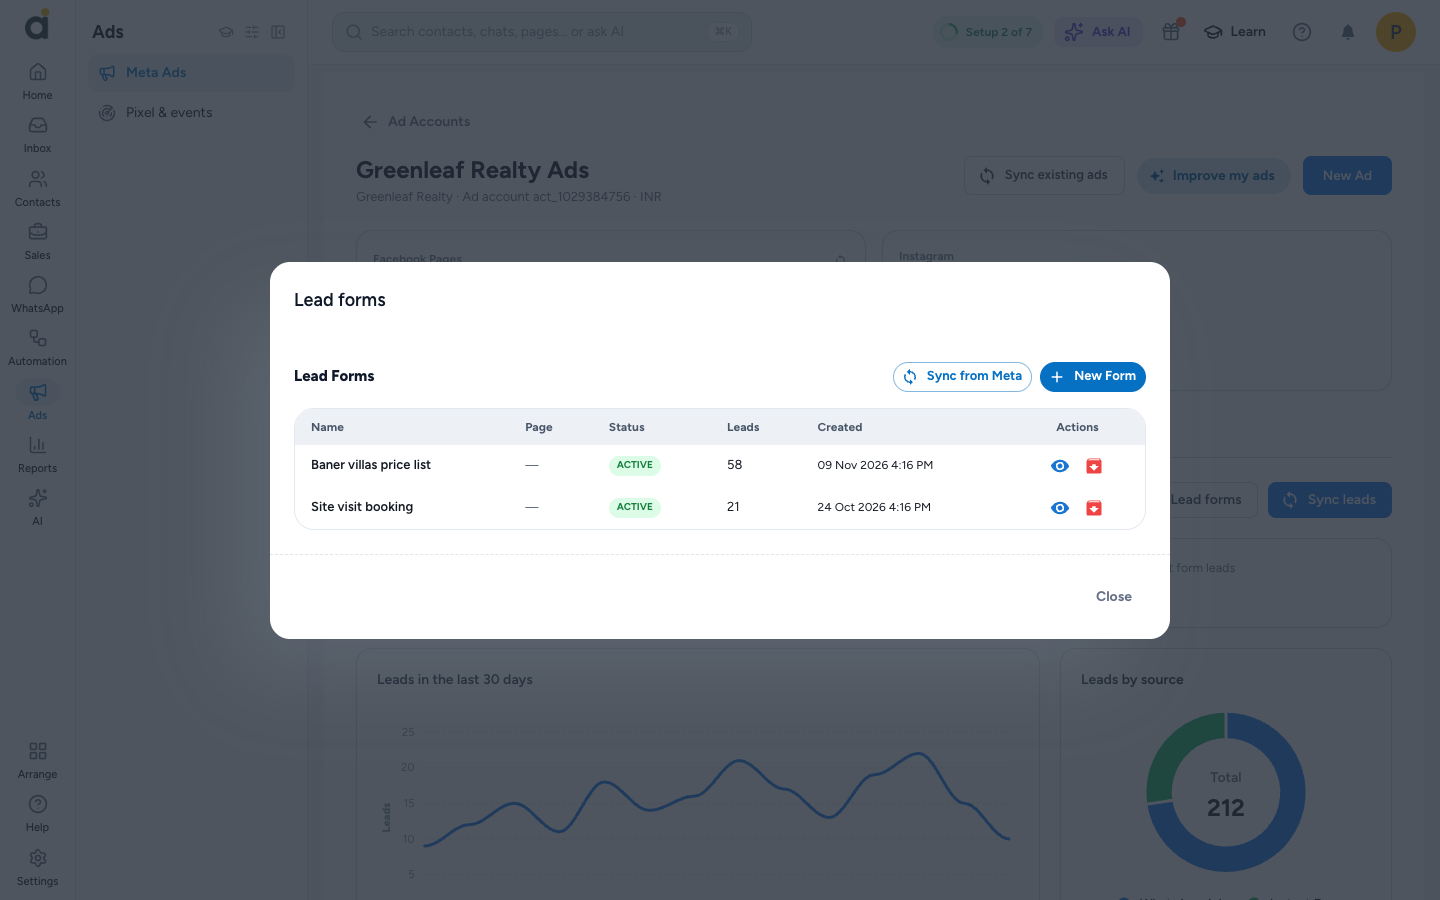 Ads
Search contacts, chats, pages... or ask AI
⌘K
Setup 2 of 7
Ask AI
Learn
P
Home
Inbox
Contacts
Sales
WhatsApp
Automation
Ads
Reports
AI
Arrange
Help
Settings
Meta Ads
Pixel & events
Ad Accounts
Greenleaf Realty Ads
Greenleaf Realty · Ad account act_1029384756 · INR
Sync existing ads
Improve my ads
New Ad
Facebook Pages
Instagram
Lead forms
Lead Forms
Sync from Meta
New Form
Name Page Status Leads Created Actions
Baner villas price list — ACTIVE 58 09 Nov 2026 4:16 PM
Site visit booking — ACTIVE 21 24 Oct 2026 4:16 PM
Close
Lead forms
Sync leads
form leads
Leads in the last 30 days
25
20
15
10
5
Leads
Leads by source
Total
212